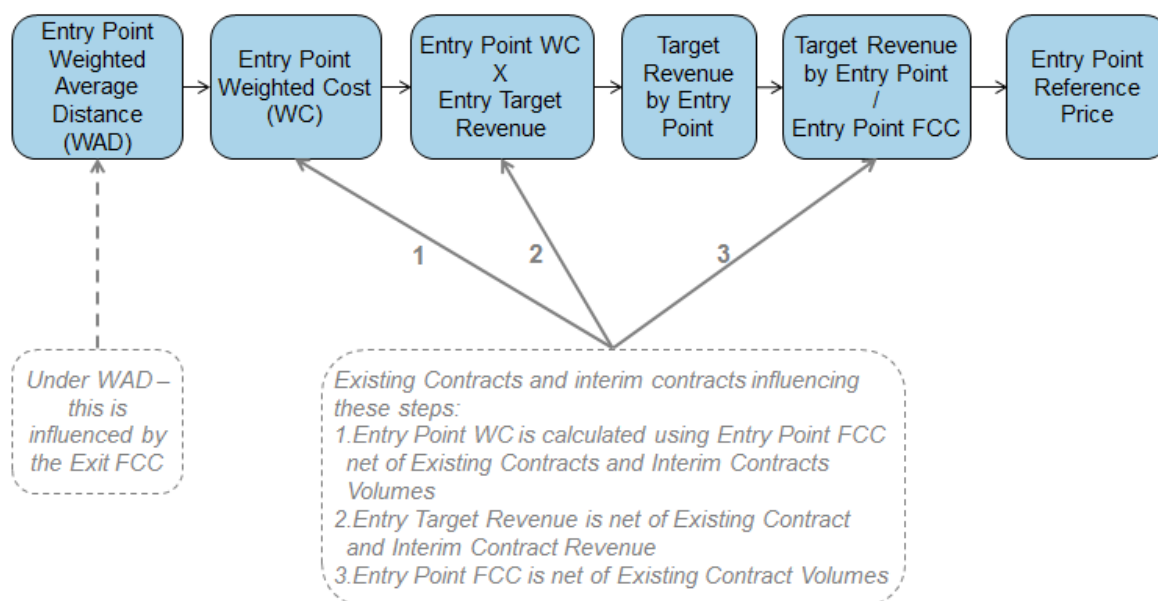 Entry Point
Weighted
Average
Distance
(WAD)
Entry Point
Weighted Cost
(WC)
Entry Point WC
X
Entry Target
Revenue
Target
Revenue
by Entry
Point
Target Revenue
by Entry Point
/
Entry Point FCC
Entry Point
Reference
Price
1
2
3
Under WAD –
this is
influenced by
the Exit FCC
Existing Contracts and interim contracts influencing
these steps:
1.Entry Point WC is calculated using Entry Point FCC
net of Existing Contracts and Interim Contracts
Volumes
2.Entry Target Revenue is net of Existing Contract
and Interim Contract Revenue
3.Entry Point FCC is net of Existing Contract Volumes